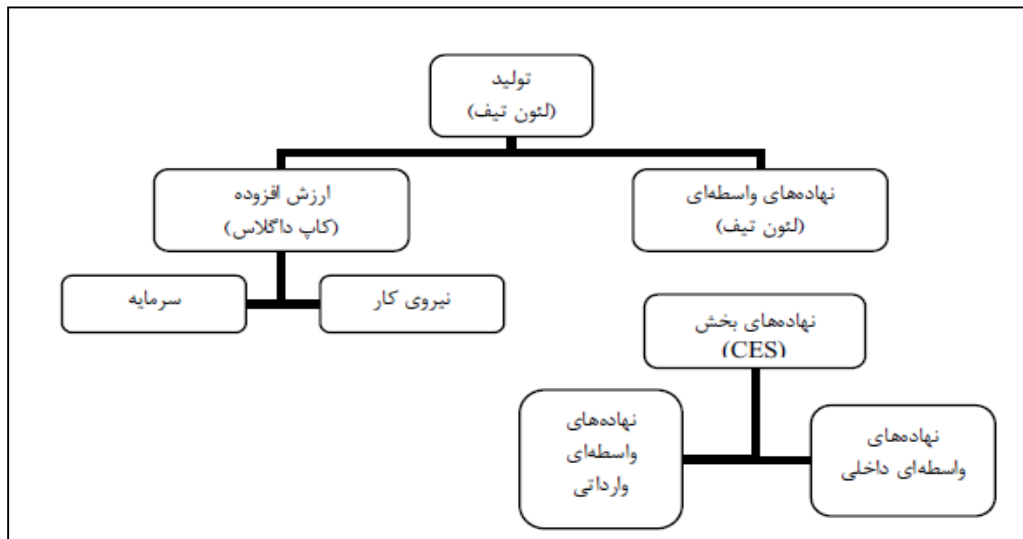 تولید
(لئون تیف)
نهاده‌های واسطه‌ای
(لئون تیف)
ارزش افزوده
(کاپ داگلاس)
نیروی کار
سرمایه
نهاده‌های بخش
(CES)
نهاده‌های
واسطه‌ای داخلی
نهاده‌های
واسطه‌ای
وارداتی